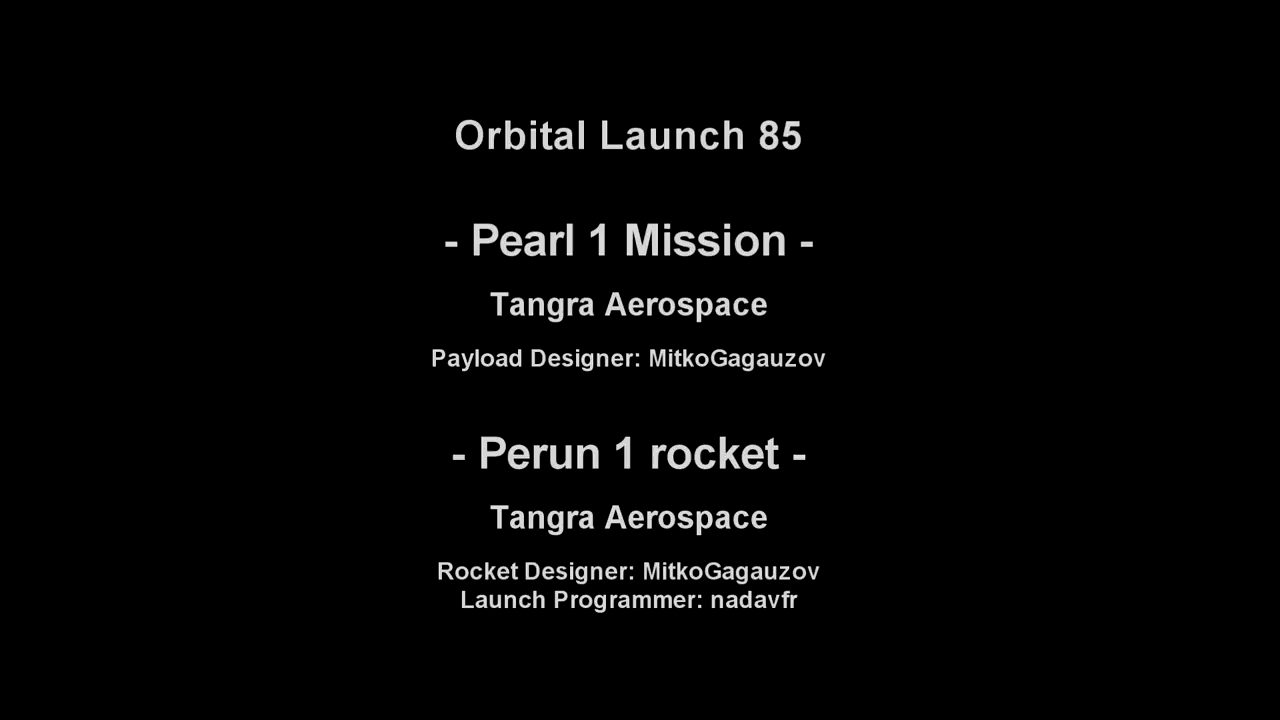 Orbital Launch 85
- Pearl 1 Mission -
Tangra Aerospace
Payload Designer: MitkoGagauzov
- Perun 1 rocket -
Tangra Aerospace
Rocket Designer: MitkoGagauzov
Launch Programmer: nadavfr